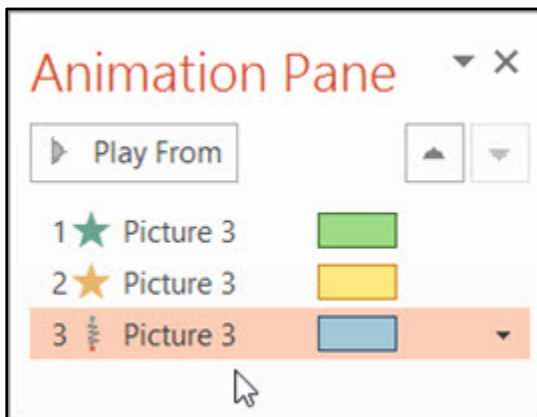 Animation Pane
Play From
1 Picture 3
2 Picture 3
3 Picture 3